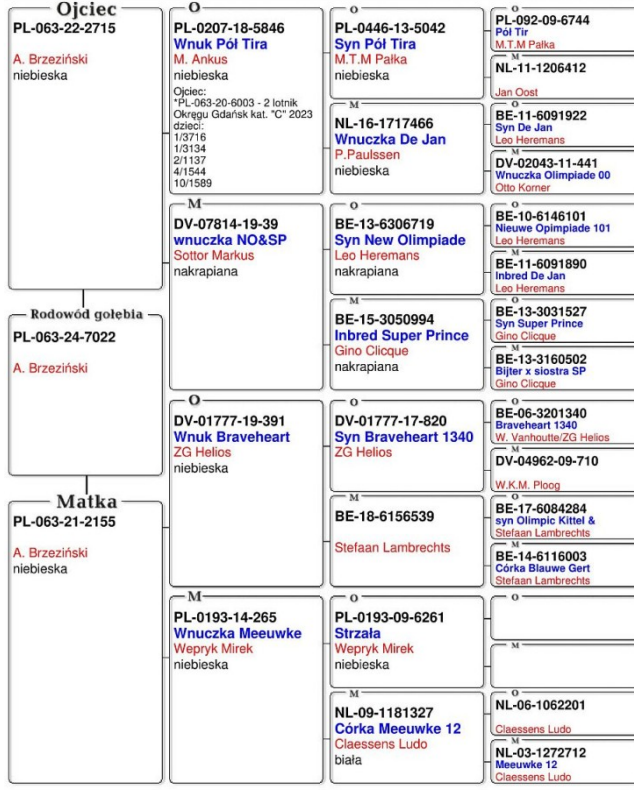 Ojciec
PL-063-22-2715
A. Brzeziński
niebieska
Rodowód gołębia
PL-063-24-7022
A. Brzeziński
Matka
PL-063-21-2155
A. Brzeziński
niebieska
O
PL-0207-18-5846
Wnuk Pół Tira
M. Ankus
niebieska
Ojciec:
*PL-063-20-6003 - 2 lotnik
Okręgu Gdańsk kat. "C" 2023
dzieci:
1/3716
1/3134
2/1137
4/1544
10/1589
M
DV-07814-19-39
wnuczka NO&SP
Sottor Markus
nakrapiana
O
DV-01777-19-391
Wnuk Braveheart
ZG Helios
niebieska
M
PL-0193-14-265
Wnuczka Meeuwke
Wepryk Mirek
niebieska
O
PL-0446-13-5042
Syn Pół Tira
M.T.M Pałka
niebieska
M
NL-16-1717466
Wnuczka De Jan
P.Paulssen
niebieska
O
BE-13-6306719
Syn New Olimpiade
Leo Heremans
nakrapiana
M
BE-15-3050994
Inbred Super Prince
Gino Clicque
nakrapiana
O
DV-01777-17-820
Syn Braveheart 1340
ZG Helios
M
BE-18-6156539
Stefaan Lambrechts
O
PL-0193-09-6261
Strzała
Wepryk Mirek
niebieska
M
NL-09-1181327
Córka Meeuwke 12
Claessens Ludo
biała
O
PL-092-09-6744
Pół Tir
M.T.M Pałka
M
NL-11-1206412
Jan Oost
O
BE-11-6091922
Syn De Jan
Leo Heremans
M
DV-02043-11-441
Wnuczka Olimpiade 00
Otto Korner
O
BE-10-6146101
Nieuwe Opimpiade 101
Leo Heremans
M
BE-11-6091890
Inbred De Jan
Leo Heremans
O
BE-13-3031527
Syn Super Prince
Gino Clicque
M
BE-13-3160502
Bijter x siostra SP
Gino Clicque
O
BE-06-3201340
Braveheart 1340
W. Vanhoutte/ZG Helios
M
DV-04962-09-710
W.K.M. Ploog
O
BE-17-6084284
syn Olimpic Kittel &
Stefaan Lambrechts
M
BE-14-6116003
Córka Blauwe Gert
Stefaan Lambrechts
O
M
O
NL-06-1062201
Claessens Ludo
M
NL-03-1272712
Meeuwke 12
Claessens Ludo